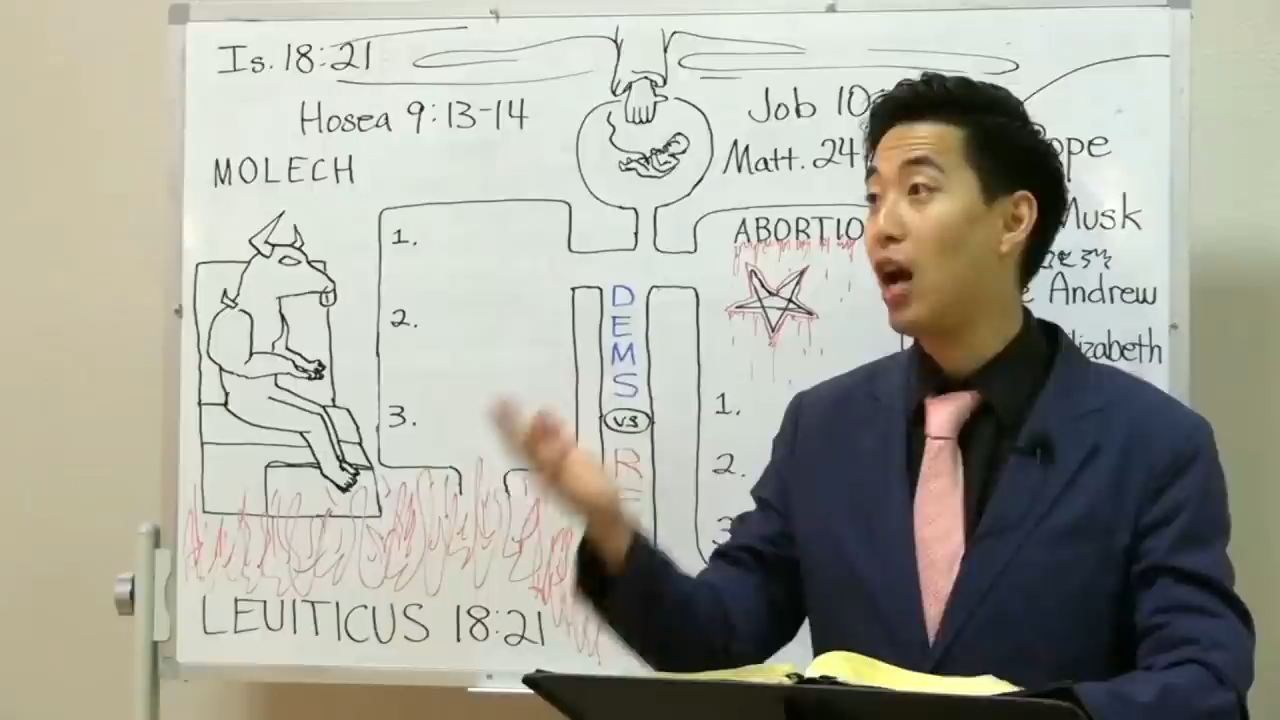 Is. 18:21
Hosea 9:13-14
MOLECH
1.
2.
3.
LEVITICUS 18:21
DEMS
VS
R
Job 10
Matt. 24
ABORTIO
1.
2.
3
ope
Musk
Andrew
lizabeth